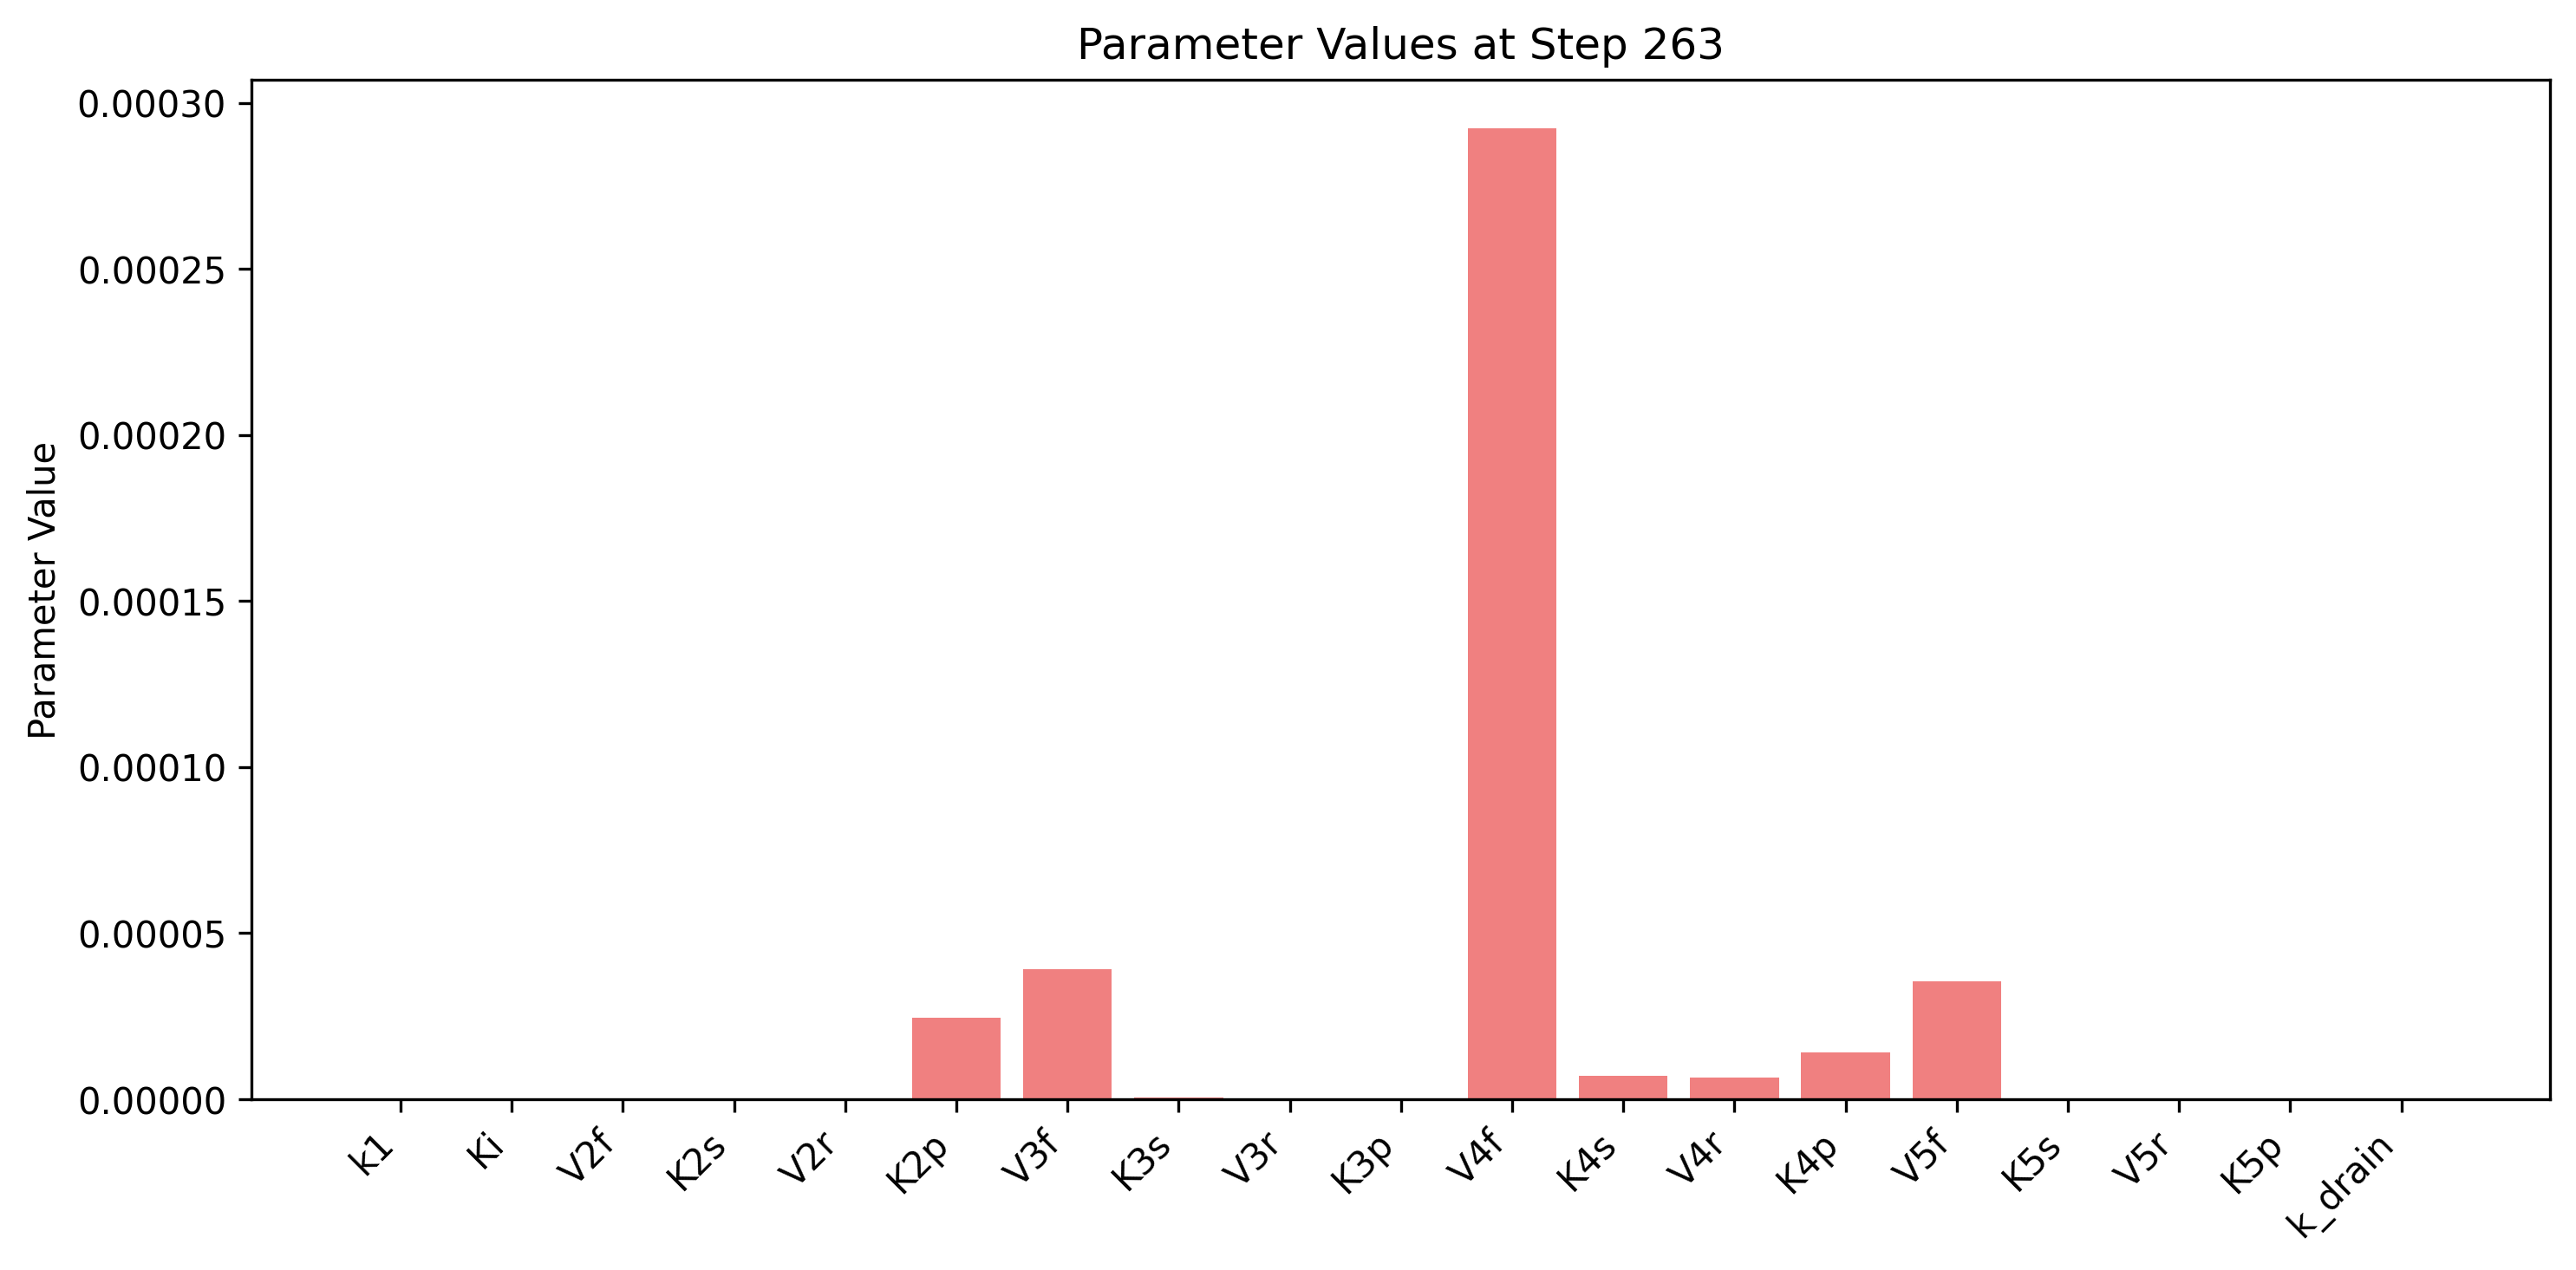 Parameter Values at Step 263
Parameter Value
0.00030
0.00025
0.00020
0.00015
0.00010
0.00005
0.00000
k1
Ki
V2f
K2s
V2r
K2p
V3f
K3s
V3r
K3p
V4f
K4s
V4r
K4p
V5f
K5s
V5r
K5p
k_drain